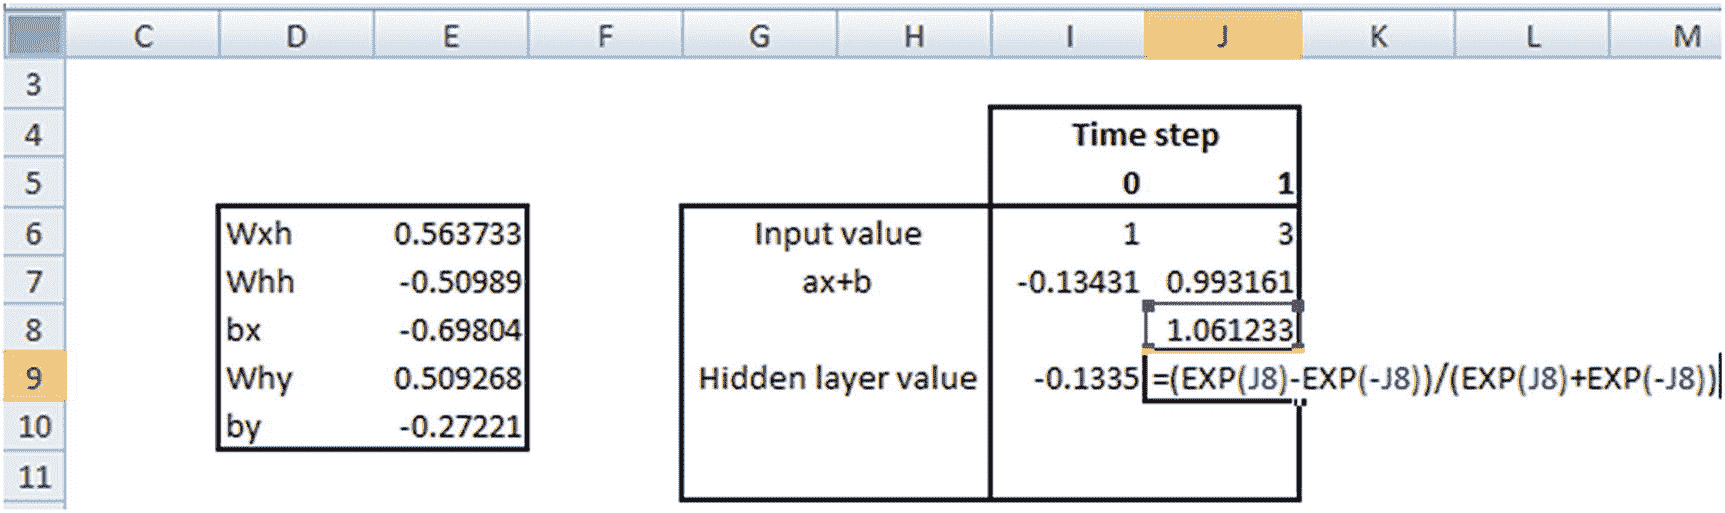 C D E F G H I J K L M
3
4 Time step
5 0 1
6 Wxh 0.563733 Input value 1 3
7 Whh -0.50989 ax+b -0.13431 0.993161
8 bx -0.69804 1.061233
9 Why 0.509268 Hidden layer value -0.1335 =(EXP(J8)-EXP(-J8))/(EXP(J8)+EXP(-J8))
10 by -0.27221
11